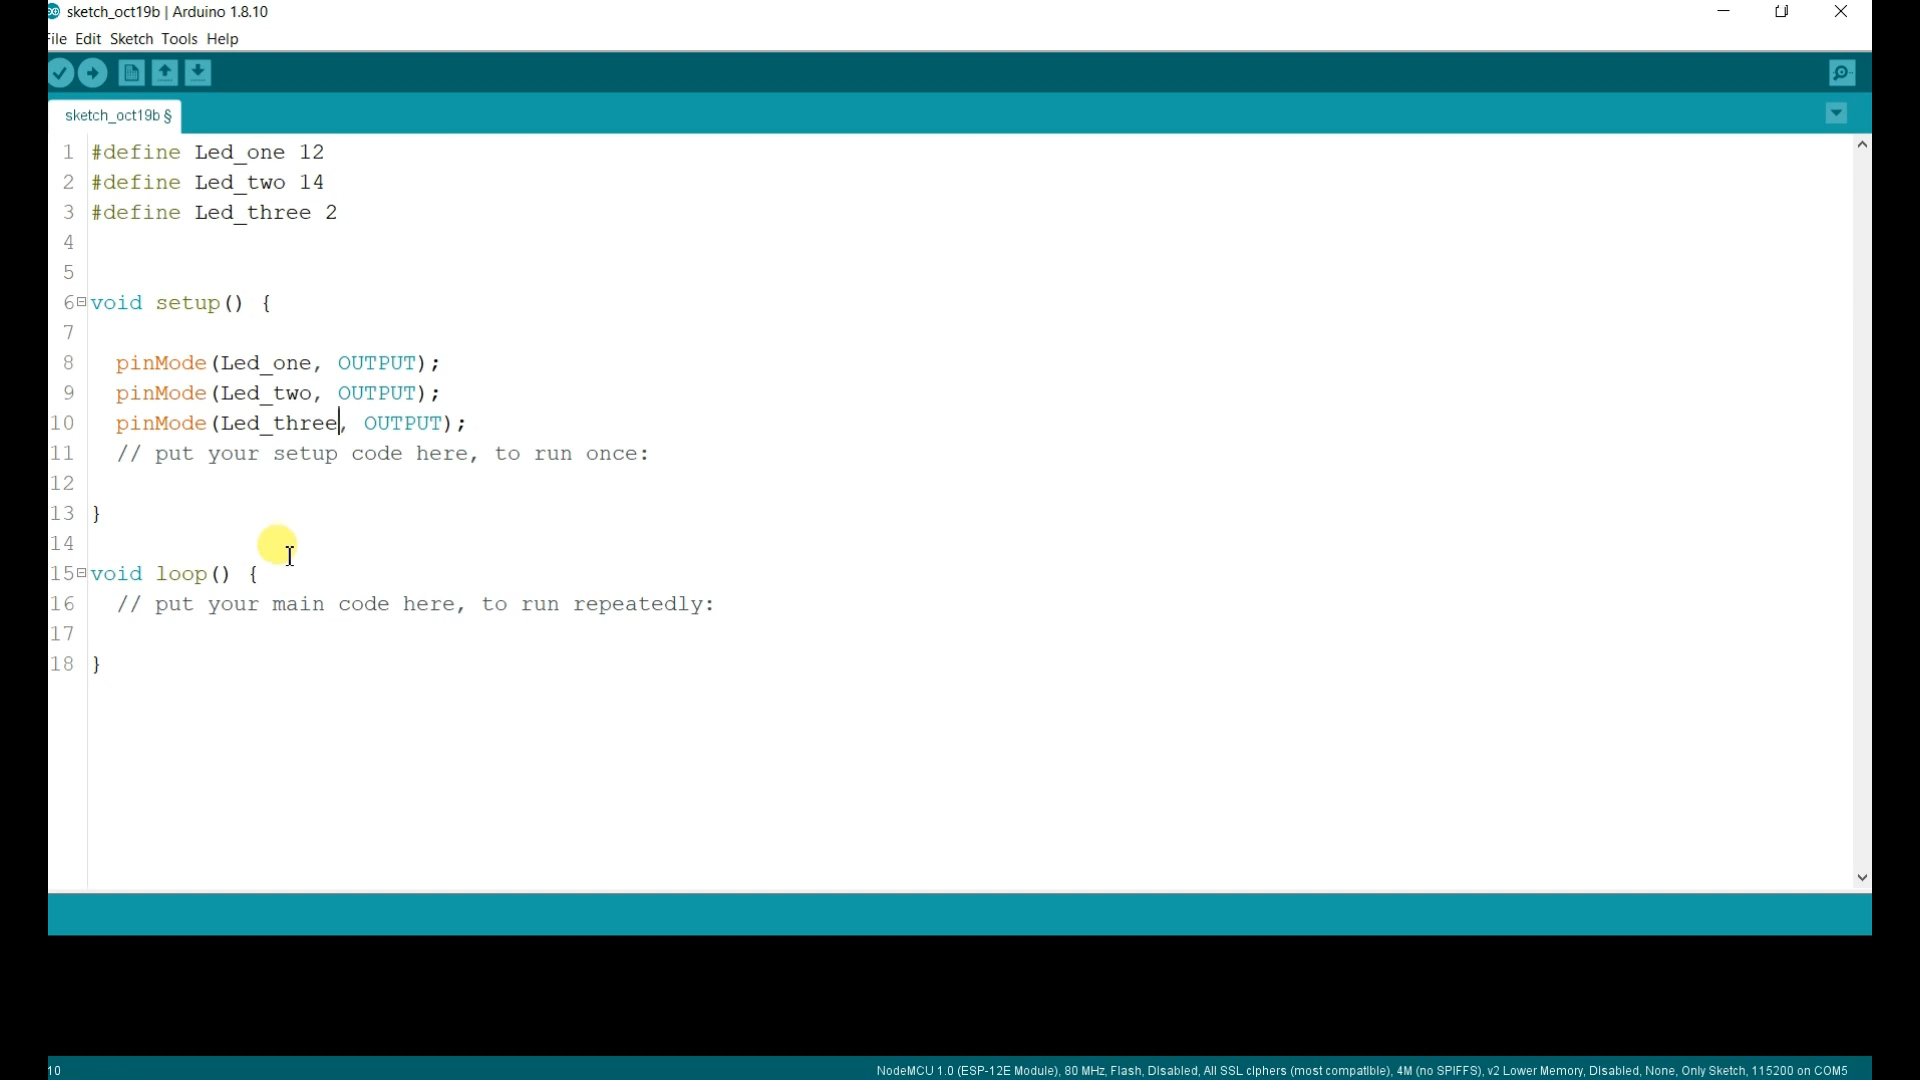 sketch_oct19b | Arduino 1.8.10
File Edit Sketch Tools Help
sketch_oct19b §
1 #define Led_one 12
2 #define Led_two 14
3 #define Led_three 2
4
5
6 void setup() {
7
8 pinMode(Led_one, OUTPUT);
9 pinMode(Led_two, OUTPUT);
10 pinMode(Led_three, OUTPUT);
11 // put your setup code here, to run once:
12
13 }
14
15 void loop() {
16 // put your main code here, to run repeatedly:
17
18 }
10 NodeMCU 1.0 (ESP-12E Module), 80 MHz, Flash, Disabled, All SSL ciphers (most compatible), 4M (no SPIFFS), v2 Lower Memory, Disabled, None, Only Sketch, 115200 on COM5